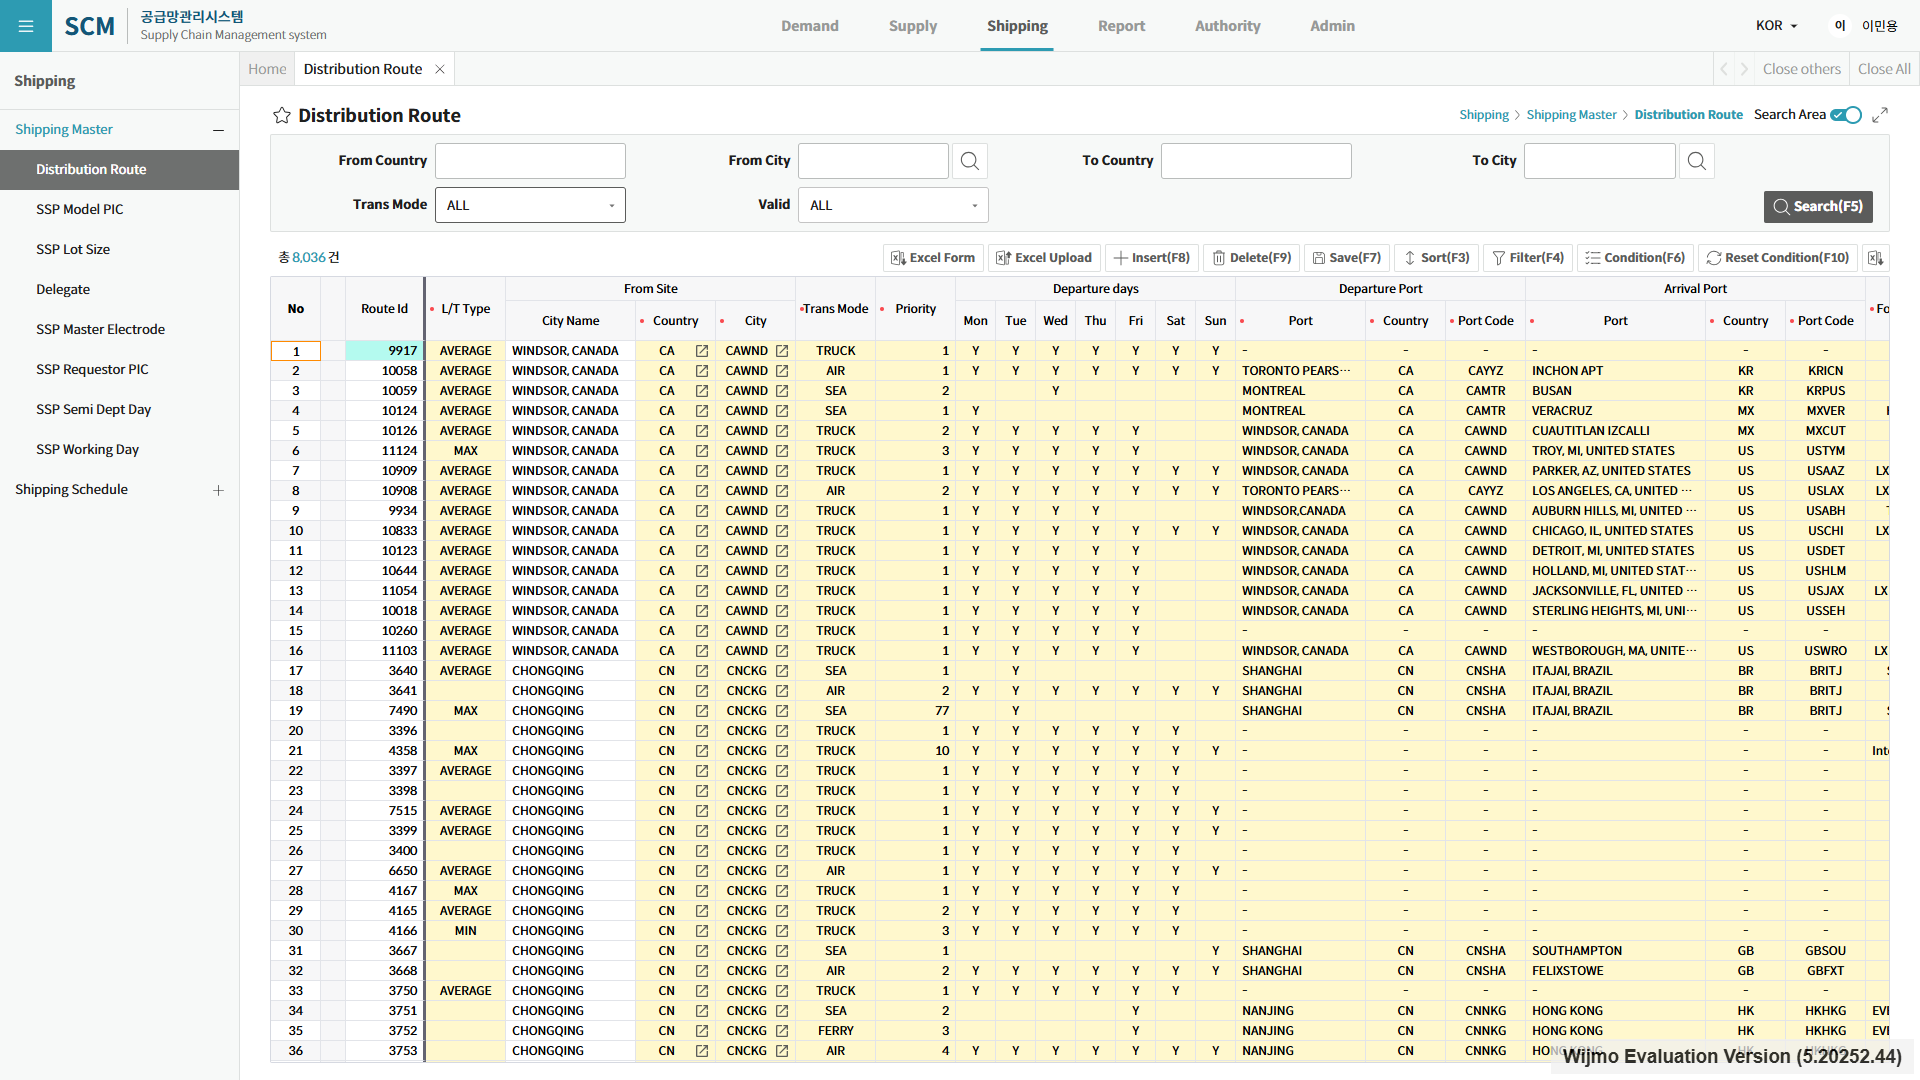 SCM 공급망관리시스템 Supply Chain Management system
Demand Supply Shipping Report Authority Admin
KOR 이 이민용
Shipping
Home Distribution Route Close others Close All
Shipping Master
Distribution Route
SSP Model PIC
SSP Lot Size
Delegate
SSP Master Electrode
SSP Requestor PIC
SSP Semi Dept Day
SSP Working Day
Shipping Schedule
Distribution Route
Shipping > Shipping Master > Distribution Route Search Area
From Country From City To Country To City
Trans Mode ALL Valid ALL Search(F5)
총 8,036 건
Excel Form Excel Upload Insert(F8) Delete(F9) Save(F7) Sort(F3) Filter(F4) Condition(F6) Reset Condition(F10)
No Route Id L/T Type From Site Trans Mode Priority Departure days Departure Port Arrival Port Fo
City Name Country City Mon Tue Wed Thu Fri Sat Sun Port Country Port Code Port Country Port Code
1 9917 AVERAGE WINDSOR, CANADA CA CAWND TRUCK 1 Y Y Y Y Y Y Y - - - - - -
2 10058 AVERAGE WINDSOR, CANADA CA CAWND AIR 1 Y Y Y Y Y Y Y TORONTO PEARS··· CA CAYYZ INCHON APT KR KRICN
3 10059 AVERAGE WINDSOR, CANADA CA CAWND SEA 2 Y MONTREAL CA CAMTR BUSAN KR KRPUS
4 10124 AVERAGE WINDSOR, CANADA CA CAWND SEA 1 Y MONTREAL CA CAMTR VERACRUZ MX MXVER
5 10126 AVERAGE WINDSOR, CANADA CA CAWND TRUCK 2 Y Y Y Y Y WINDSOR, CANADA CA CAWND CUAUTITLAN IZCALLI MX MXCUT
6 11124 MAX WINDSOR, CANADA CA CAWND TRUCK 3 Y Y Y Y Y WINDSOR, CANADA CA CAWND TROY, MI, UNITED STATES US USTYM
7 10909 AVERAGE WINDSOR, CANADA CA CAWND TRUCK 1 Y Y Y Y Y Y Y WINDSOR, CANADA CA CAWND PARKER, AZ, UNITED STATES US USAAZ LX
8 10908 AVERAGE WINDSOR, CANADA CA CAWND AIR 2 Y Y Y Y Y Y Y TORONTO PEARS··· CA CAYYZ LOS ANGELES, CA, UNITED ··· US USLAX LX
9 9934 AVERAGE WINDSOR, CANADA CA CAWND TRUCK 1 Y Y Y Y WINDSOR,CANADA CA CAWND AUBURN HILLS, MI, UNITED ··· US USABH
10 10833 AVERAGE WINDSOR, CANADA CA CAWND TRUCK 1 Y Y Y Y Y Y Y WINDSOR, CANADA CA CAWND CHICAGO, IL, UNITED STATES US USCHI LX
11 10123 AVERAGE WINDSOR, CANADA CA CAWND TRUCK 1 Y Y Y Y Y WINDSOR, CANADA CA CAWND DETROIT, MI, UNITED STATES US USDET
12 10644 AVERAGE WINDSOR, CANADA CA CAWND TRUCK 1 Y Y Y Y Y WINDSOR, CANADA CA CAWND HOLLAND, MI, UNITED STAT··· US USHLM
13 11054 AVERAGE WINDSOR, CANADA CA CAWND TRUCK 1 Y Y Y Y Y WINDSOR, CANADA CA CAWND JACKSONVILLE, FL, UNITED ··· US USJAX LX
14 10018 AVERAGE WINDSOR, CANADA CA CAWND TRUCK 1 Y Y Y Y Y WINDSOR, CANADA CA CAWND STERLING HEIGHTS, MI, UNI··· US USSEH
15 10260 AVERAGE WINDSOR, CANADA CA CAWND TRUCK 1 Y Y Y Y Y - - - - - -
16 11103 AVERAGE WINDSOR, CANADA CA CAWND TRUCK 1 Y Y Y Y Y WINDSOR, CANADA CA CAWND WESTBOROUGH, MA, UNITE··· US USWRO LX
17 3640 AVERAGE CHONGQING CN CNCKG SEA 1 Y SHANGHAI CN CNSHA ITAJAI, BRAZIL BR BRITJ
18 3641 CHONGQING CN CNCKG AIR 2 Y Y Y Y Y Y Y SHANGHAI CN CNSHA ITAJAI, BRAZIL BR BRITJ
19 7490 MAX CHONGQING CN CNCKG SEA 77 Y SHANGHAI CN CNSHA ITAJAI, BRAZIL BR BRITJ
20 3396 CHONGQING CN CNCKG TRUCK 1 Y Y Y Y Y Y - - - - - -
21 4358 MAX CHONGQING CN CNCKG TRUCK 10 Y Y Y Y Y Y Y - - - - - - Int
22 3397 AVERAGE CHONGQING CN CNCKG TRUCK 1 Y Y Y Y Y Y - - - - - -
23 3398 CHONGQING CN CNCKG TRUCK 1 Y Y Y Y Y Y - - - - - -
24 7515 AVERAGE CHONGQING CN CNCKG TRUCK 1 Y Y Y Y Y Y Y - - - - - -
25 3399 AVERAGE CHONGQING CN CNCKG TRUCK 1 Y Y Y Y Y Y Y - - - - - -
26 3400 CHONGQING CN CNCKG TRUCK 1 Y Y Y Y Y Y - - - - - -
27 6650 AVERAGE CHONGQING CN CNCKG AIR 1 Y Y Y Y Y Y Y - - - - - -
28 4167 MAX CHONGQING CN CNCKG TRUCK 1 Y Y Y Y Y Y - - - - - -
29 4165 AVERAGE CHONGQING CN CNCKG TRUCK 2 Y Y Y Y Y Y - - - - - -
30 4166 MIN CHONGQING CN CNCKG TRUCK 3 Y Y Y Y Y Y - - - - - -
31 3667 CHONGQING CN CNCKG SEA 1 Y SHANGHAI CN CNSHA SOUTHAMPTON GB GBSOU
32 3668 CHONGQING CN CNCKG AIR 2 Y Y Y Y Y Y Y SHANGHAI CN CNSHA FELIXSTOWE GB GBFXT
33 3750 AVERAGE CHONGQING CN CNCKG TRUCK 1 Y Y Y Y Y Y - - - - - -
34 3751 CHONGQING CN CNCKG SEA 2 Y NANJING CN CNNKG HONG KONG HK HKHKG EVI
35 3752 CHONGQING CN CNCKG FERRY 3 Y NANJING CN CNNKG HONG KONG HK HKHKG EVI
36 3753 CHONGQING CN CNCKG AIR 4 Y Y Y Y Y Y Y NANJING CN CNNKG HONG KONG HK HKHKG
Wijmo Evaluation Version (5.20252.44)